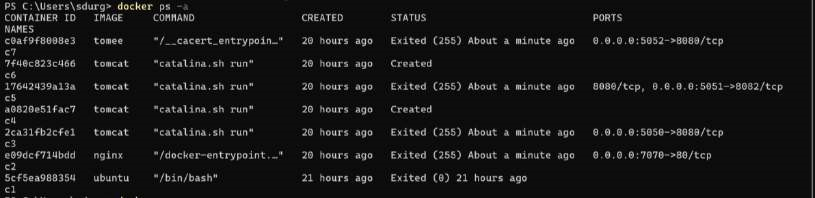 PS C:\Users\sdurg> docker ps -a
CONTAINER ID   IMAGE     COMMAND                  CREATED        STATUS                            PORTS
NAMES
c0af9f8008e3   tomee     "/__cacert_entrypoin…"   20 hours ago   Exited (255) About a minute ago   0.0.0.0:5052->8080/tcp
c7
7f40c823c466   tomcat    "catalina.sh run"        20 hours ago   Created
c6
17642439a13a   tomcat    "catalina.sh run"        20 hours ago   Exited (255) About a minute ago   8080/tcp, 0.0.0.0:5051->8082/tcp
c5
a0820e51fac7   tomcat    "catalina.sh run"        20 hours ago   Created
c4
2ca31fb2cfe1   tomcat    "catalina.sh run"        20 hours ago   Exited (255) About a minute ago   0.0.0.0:5050->8080/tcp
c3
e09dcf714bdd   nginx     "/docker-entrypoint.…"   20 hours ago   Exited (255) About a minute ago   0.0.0.0:7070->80/tcp
c2
5cf5ea988354   ubuntu    "/bin/bash"              21 hours ago   Exited (0) 21 hours ago
c1